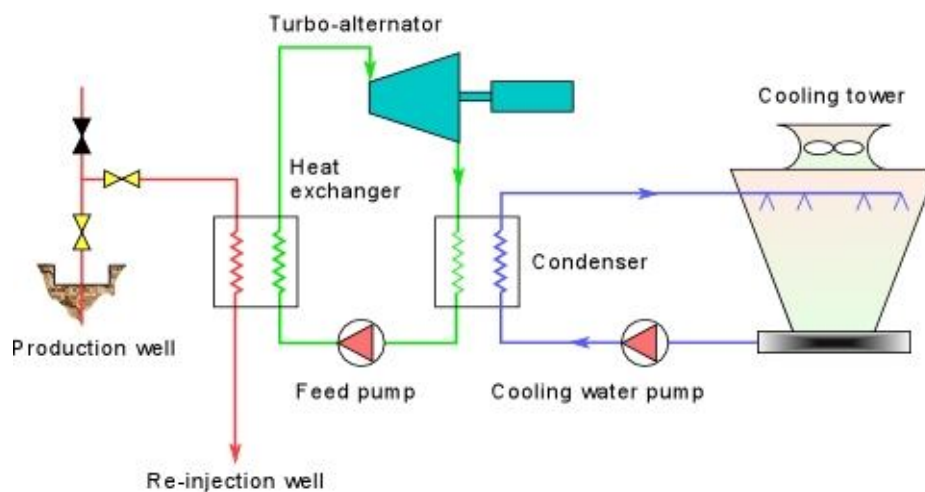 Turbo-alternator
Cooling tower
Heat
exchanger
Condenser
Production well
Feed pump
Cooling water pump
Re-injection well